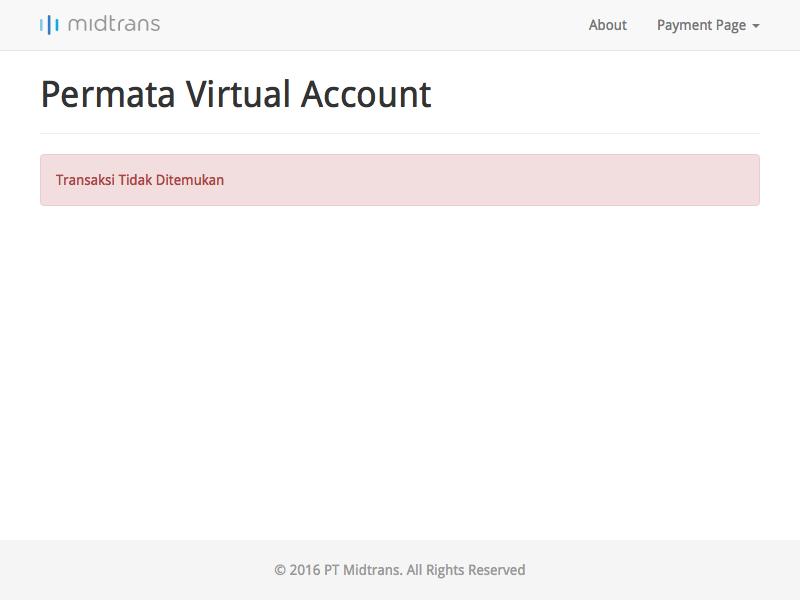 midtrans
About
Payment Page
Permata Virtual Account
Transaksi Tidak Ditemukan
© 2016 PT Midtrans. All Rights Reserved